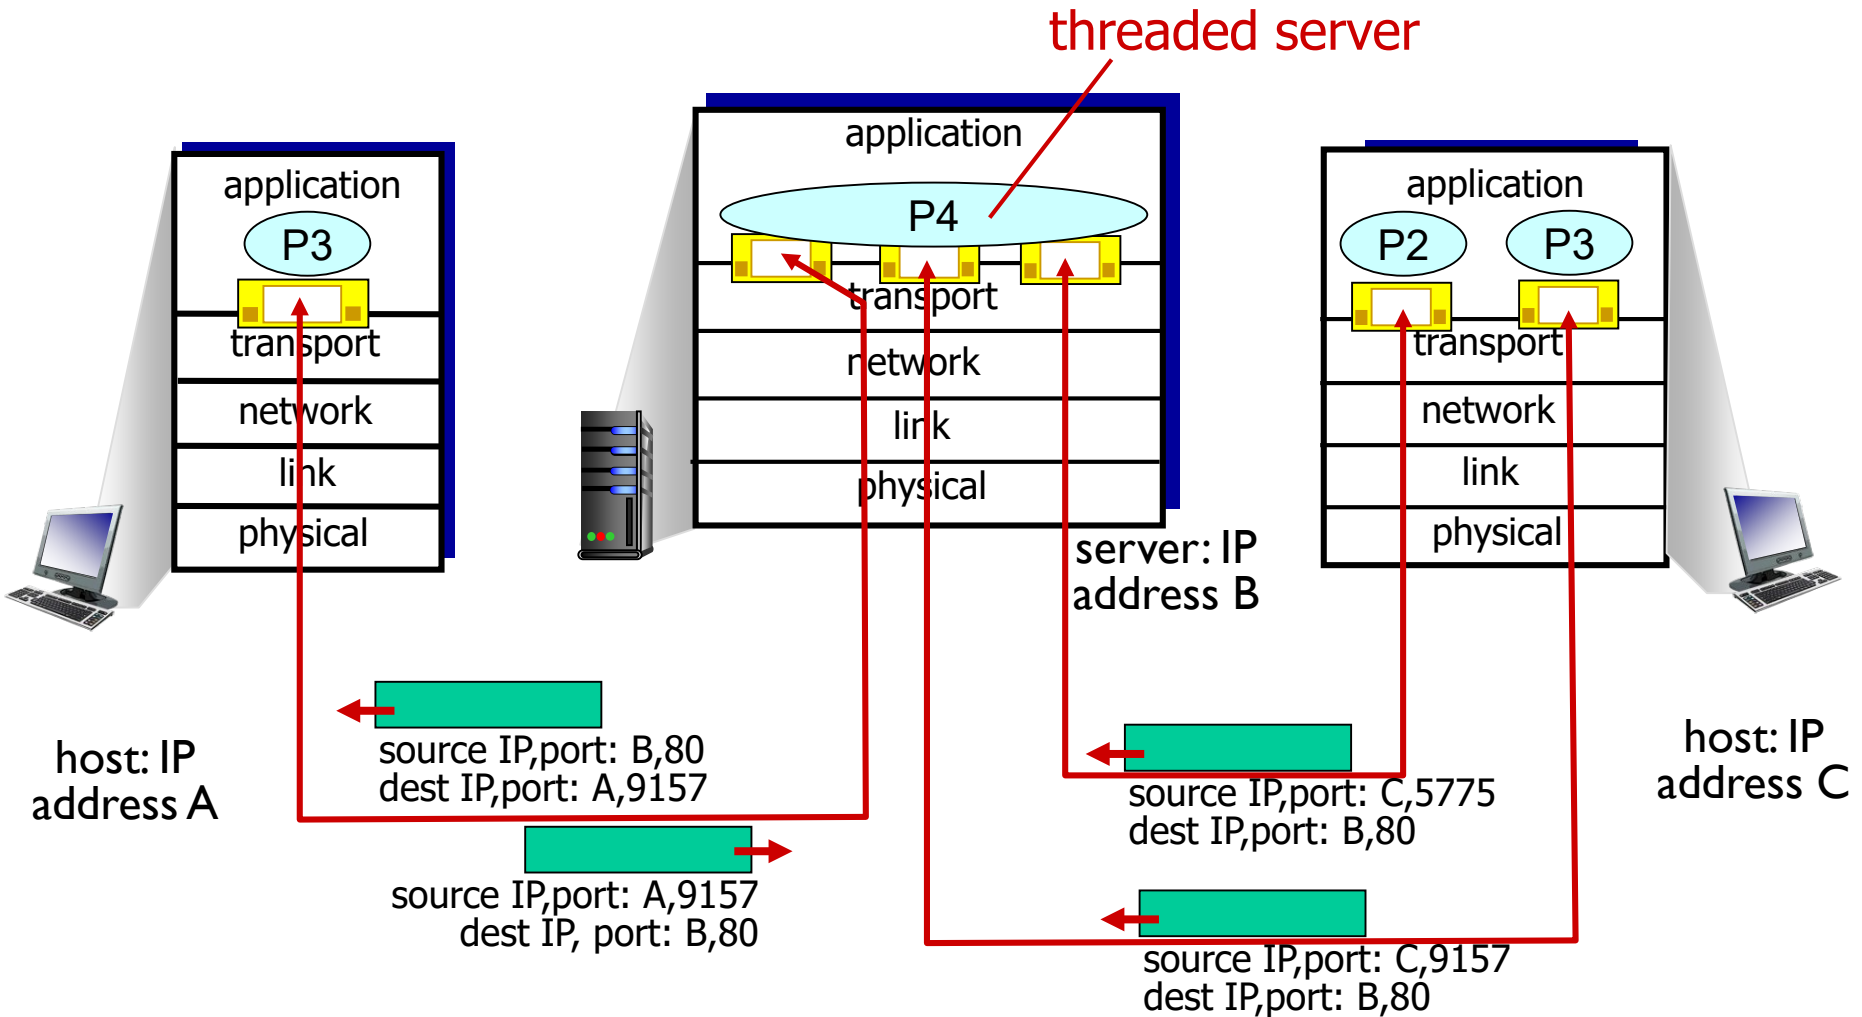 threaded server
application
P3
transport
network
link
physical
application
P4
transport
network
link
physical
application
P2
P3
transport
network
link
physical
server: IP
address B
host: IP
address A
source IP,port: B,80
dest IP,port: A,9157
source IP,port: A,9157
dest IP, port: B,80
source IP,port: C,5775
dest IP,port: B,80
source IP,port: C,9157
dest IP,port: B,80
host: IP
address C